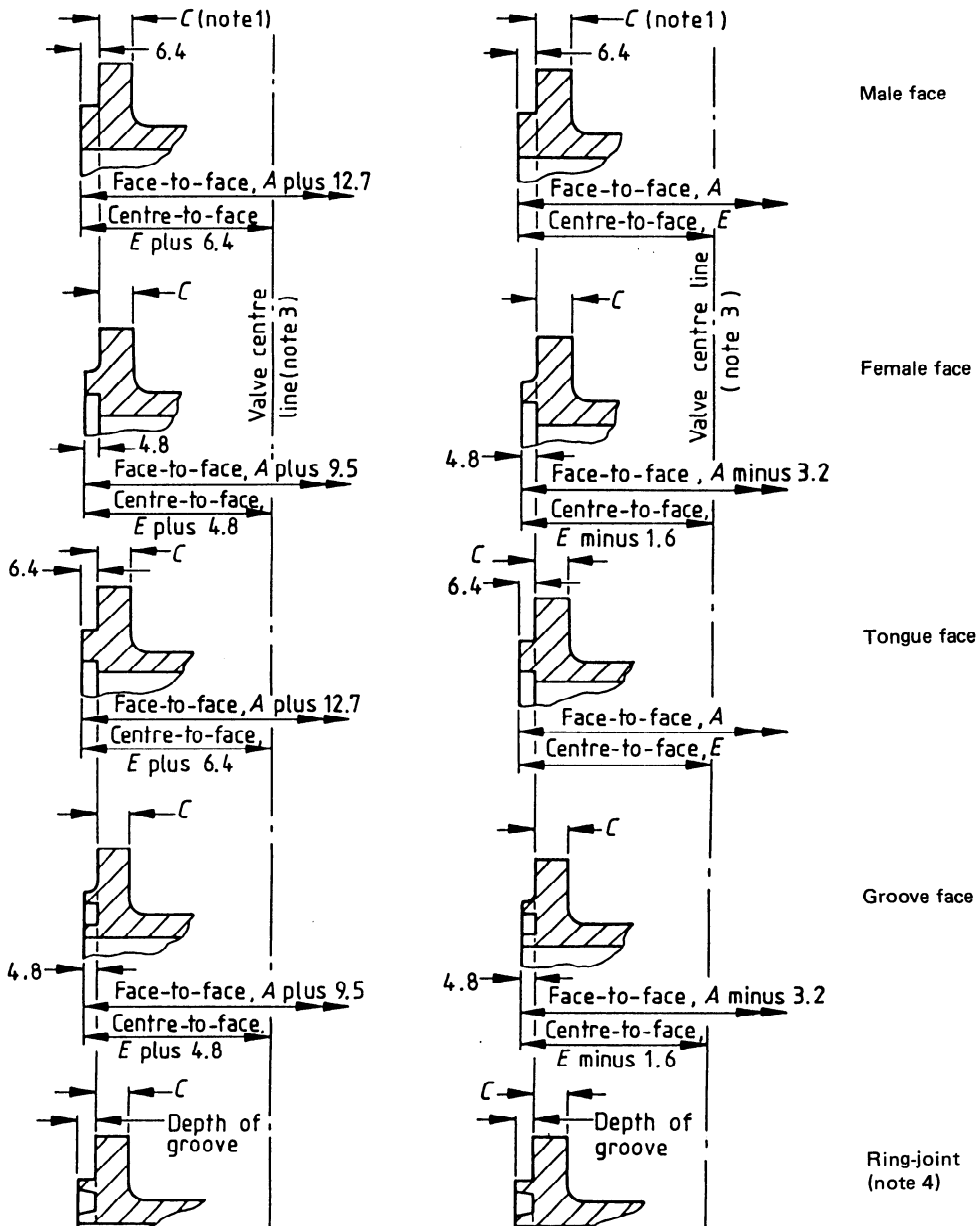 C (note 1)
6.4
Face-to-face, A plus 12.7
Centre-to-face
E plus 6.4
C (note 1)
6.4
Face-to-face, A
Centre-to-face, E
Male face
C
Valve centre
line (note 3)
4.8
Face-to-face, A plus 9.5
Centre-to-face,
E plus 4.8
C
Valve centre line
(note 3)
4.8
Face-to-face, A minus 3.2
Centre-to-face,
E minus 1.6
Female face
C
6.4
Face-to-face, A plus 12.7
Centre-to-face,
E plus 6.4
C
6.4
Face-to-face, A
Centre-to-face, E
Tongue face
C
4.8
Face-to-face, A plus 9.5
Centre-to-face.
E plus 4.8
C
4.8
Face-to-face, A minus 3.2
Centre-to-face,
E minus 1.6
Groove face
C
Depth of
groove
C
Depth of
groove
Ring-joint
(note 4)